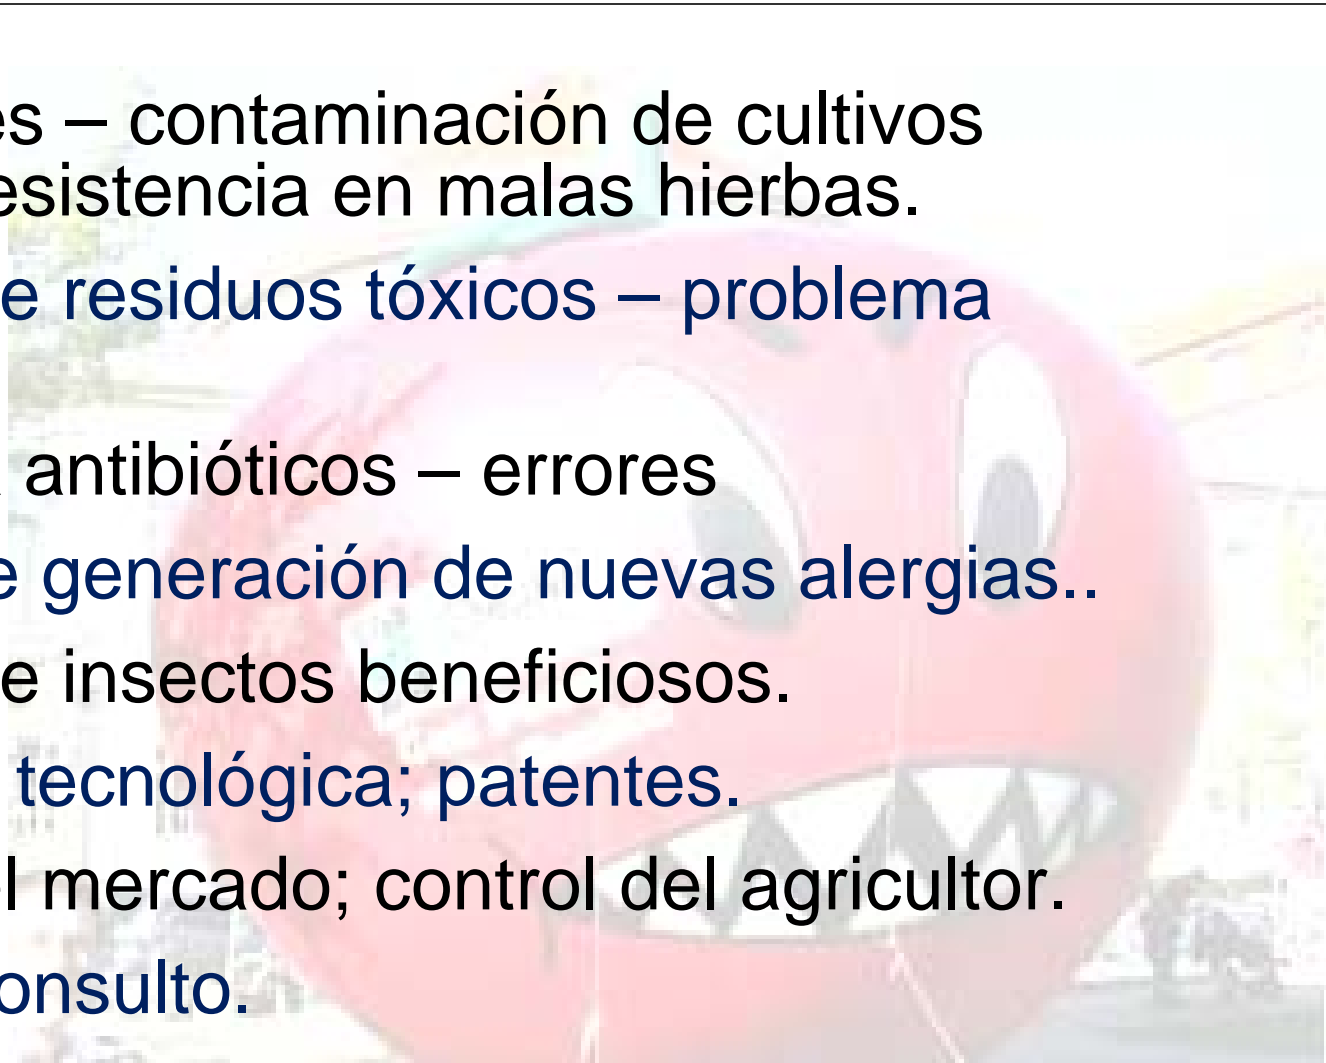 es – contaminación de cultivos
esistencia en malas hierbas.
e residuos tóxicos – problema
antibióticos – errores
e generación de nuevas alergias..
e insectos beneficiosos.
tecnológica; patentes.
l mercado; control del agricultor.
onsulto.